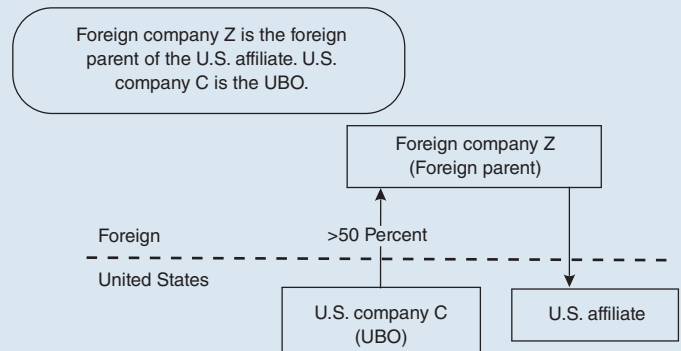 Foreign company Z is the foreign
parent of the U.S. affiliate. U.S.
company C is the UBO.
Foreign company Z
(Foreign parent)
Foreign
>50 Percent
United States
U.S. company C
(UBO)
U.S. affiliate